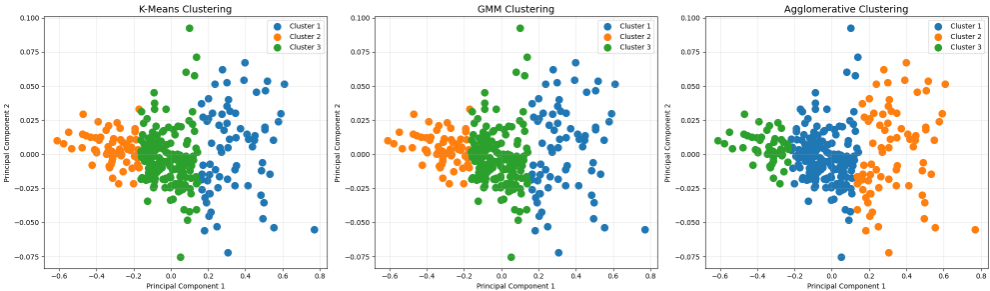 K-Means Clustering
Cluster 1
Cluster 2
Cluster 3
0.100
0.075
0.050
0.025
0.000
−0.025
−0.050
−0.075
Principal Component 2
−0.6 −0.4 −0.2 0.0 0.2 0.4 0.6 0.8
Principal Component 1
GMM Clustering
Cluster 1
Cluster 2
Cluster 3
0.100
0.075
0.050
0.025
0.000
−0.025
−0.050
−0.075
Principal Component 2
−0.6 −0.4 −0.2 0.0 0.2 0.4 0.6 0.8
Principal Component 1
Agglomerative Clustering
Cluster 1
Cluster 2
Cluster 3
0.100
0.075
0.050
0.025
0.000
−0.025
−0.050
−0.075
Principal Component 2
−0.6 −0.4 −0.2 0.0 0.2 0.4 0.6 0.8
Principal Component 1